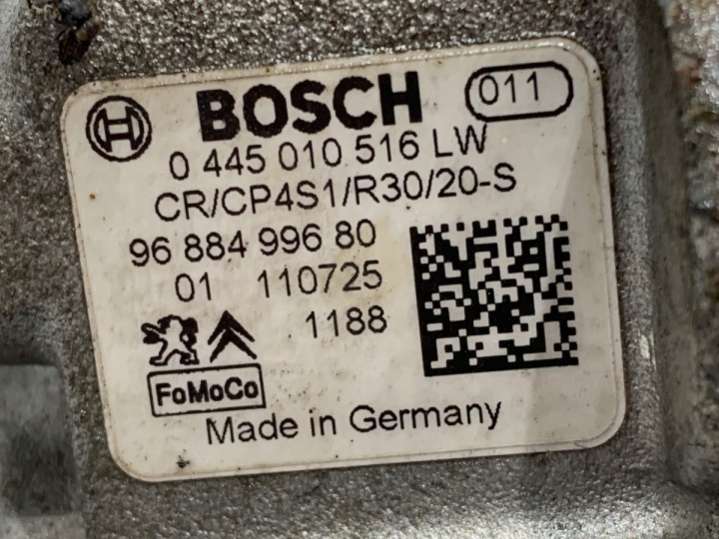 BOSCH 011
0 445 010 516 LW
CR/CP4S1/R30/20-S
96 884 996 80
01 110725
1188
FoMoCo
Made in Germany